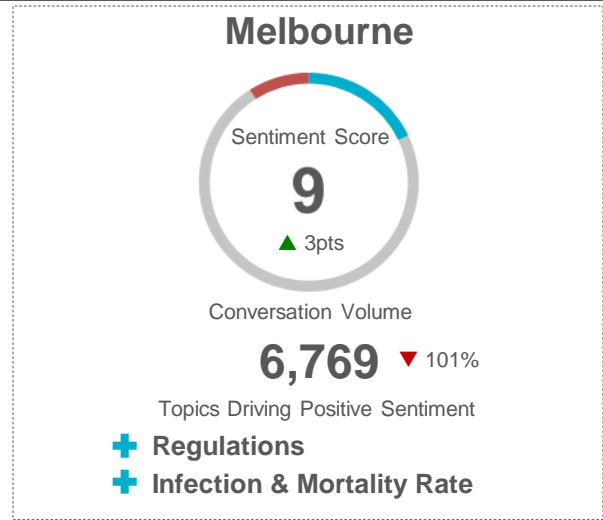 Melbourne
Sentiment Score
9
▲ 3pts
Conversation Volume
6,769 ▼ 101%
Topics Driving Positive Sentiment
Regulations
Infection & Mortality Rate